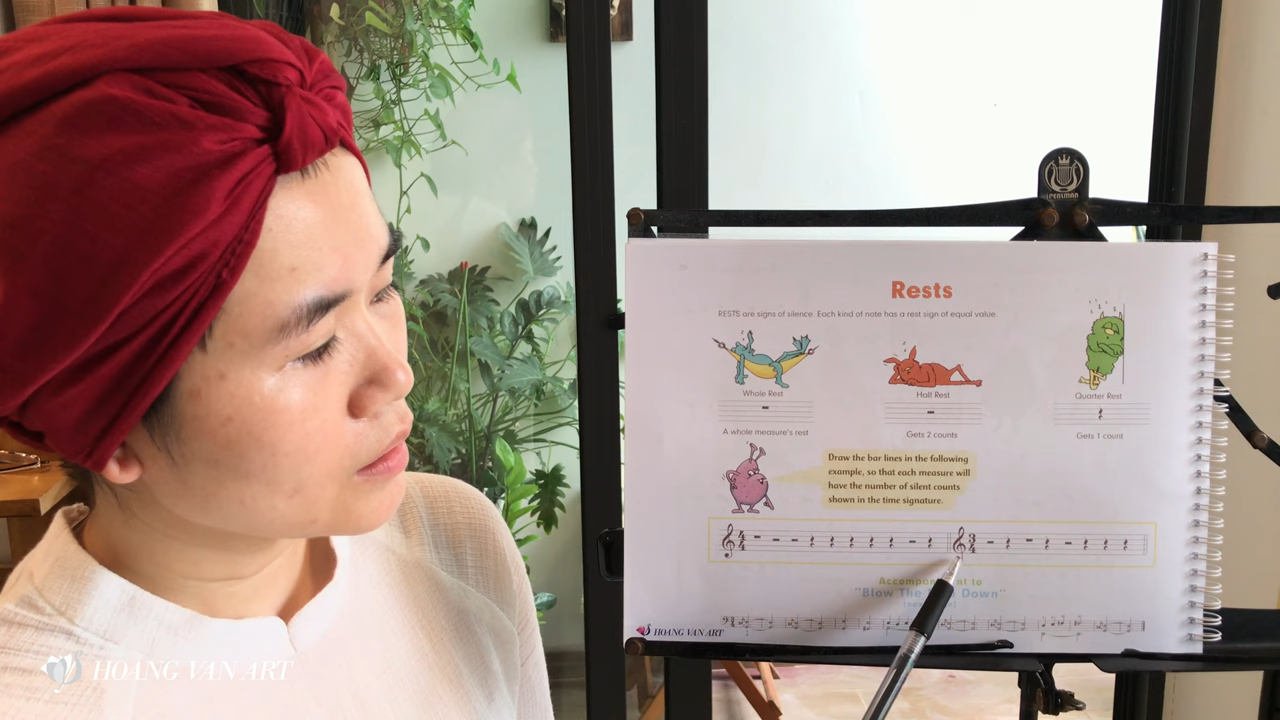 Rests
RESTS are signs of silence. Each kind of note has a rest sign of equal value.
Whole Rest
Half Rest
Quarter Rest
A whole measure's rest
Gets 2 counts
Gets 1 count
Draw the bar lines in the following
example, so that each measure will
have the number of silent counts
shown in the time signature.
to
"Blow The Down"
HOANG VAN ART
HOANG VAN ART